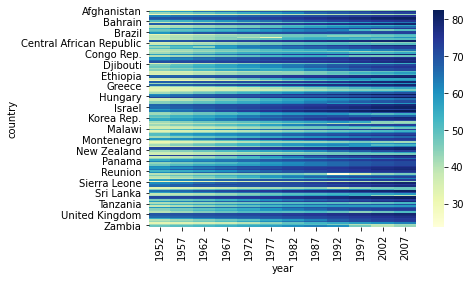 Afghanistan
Bahrain
Brazil
Central African Republic
Congo Rep.
Djibouti
Ethiopia
Greece
Hungary
Israel
Korea Rep.
Malawi
Montenegro
New Zealand
Panama
Reunion
Sierra Leone
Sri Lanka
Tanzania
United Kingdom
Zambia
country
1952
1957
1962
1967
1972
1977
1982
1987
1992
1997
2002
2007
year
80
70
60
50
40
30